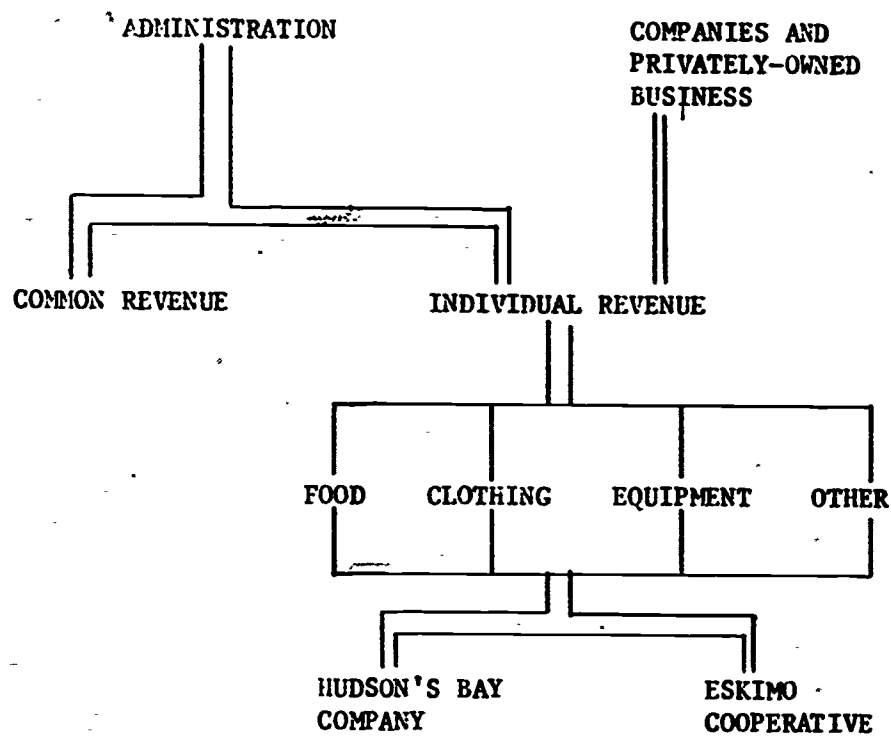 ADMINISTRATION
COMPANIES AND
PRIVATELY-OWNED
BUSINESS
COMMON REVENUE
INDIVIDUAL REVENUE
FOOD CLOTHING EQUIPMENT OTHER
HUDSON'S BAY
COMPANY
ESKIMO
COOPERATIVE